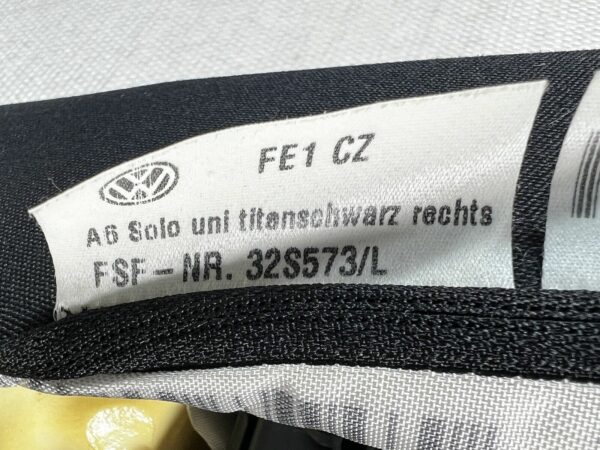 FE1 CZ
A6 Solo uni titanschwarz rechts
FSF-NR. 32S573/L